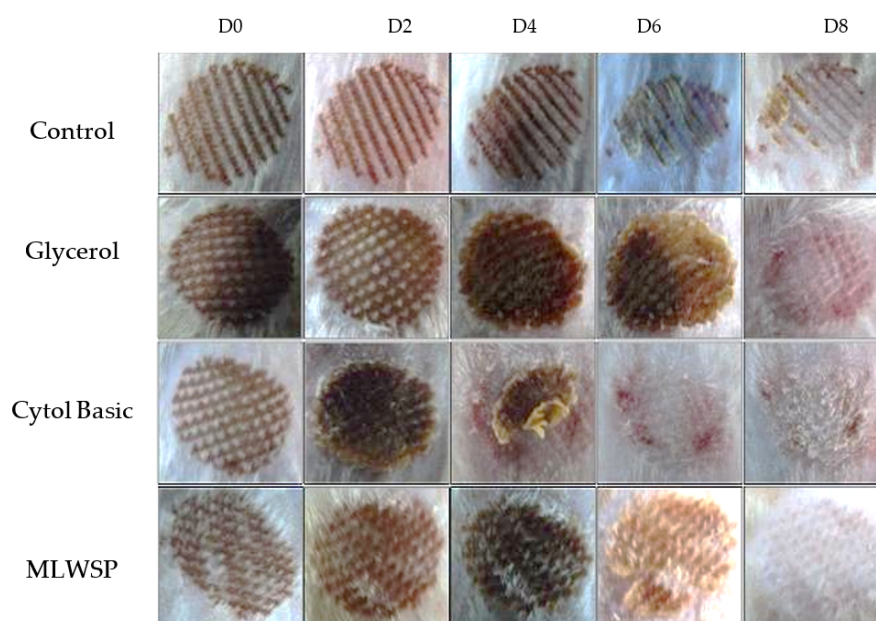 D0 D2 D4 D6 D8
Control
Glycerol
Cytol Basic
MLWSP